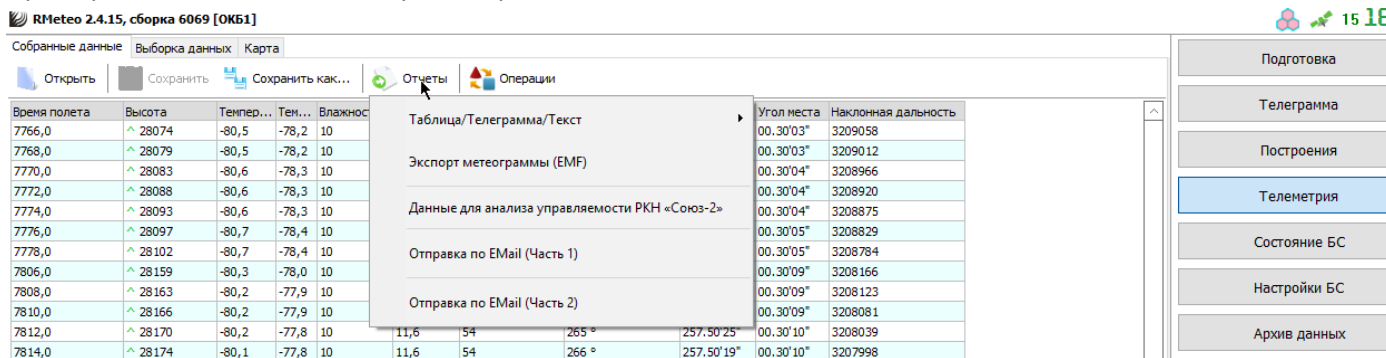 RMeteo 2.4.15, сборка 6069 [ОКБ1]
15
Собранные данные Выборка данных Карта
Открыть Сохранить Сохранить как... Отчеты Операции
Время полета Высота Темпер... Тем... Угол места Наклонная дальность
7766,0 ^ 28074 -80,5 -78,2 10 00.30'03" 3209058
7768,0 ^ 28079 -80,5 -78,2 10 00.30'03" 3209012
7770,0 ^ 28083 -80,6 -78,3 10 00.30'04" 3208966
7772,0 ^ 28088 -80,6 -78,3 10 00.30'04" 3208920
7774,0 ^ 28093 -80,6 -78,3 10 00.30'04" 3208875
7776,0 ^ 28097 -80,7 -78,4 10 00.30'05" 3208829
7778,0 ^ 28102 -80,7 -78,4 10 00.30'05" 3208784
7806,0 ^ 28159 -80,3 -78,0 10 00.30'09" 3208166
7808,0 ^ 28163 -80,2 -77,9 10 00.30'09" 3208123
7810,0 ^ 28166 -80,2 -77,9 10 00.30'09" 3208081
7812,0 ^ 28170 -80,2 -77,8 10 11,6 54 265 ° 257.50'25" 00.30'10" 3208039
7814,0 ^ 28174 -80,1 -77,8 10 11,6 54 266 ° 257.50'19" 00.30'10" 3207998
Таблица/Телеграмма/Текст
Экспорт метеограммы (EMF)
Данные для анализа управляемости РКН «Союз-2»
Отправка по EMail (Часть 1)
Отправка по EMail (Часть 2)
Подготовка
Телеграмма
Построения
Телеметрия
Состояние БС
Настройки БС
Архив данных